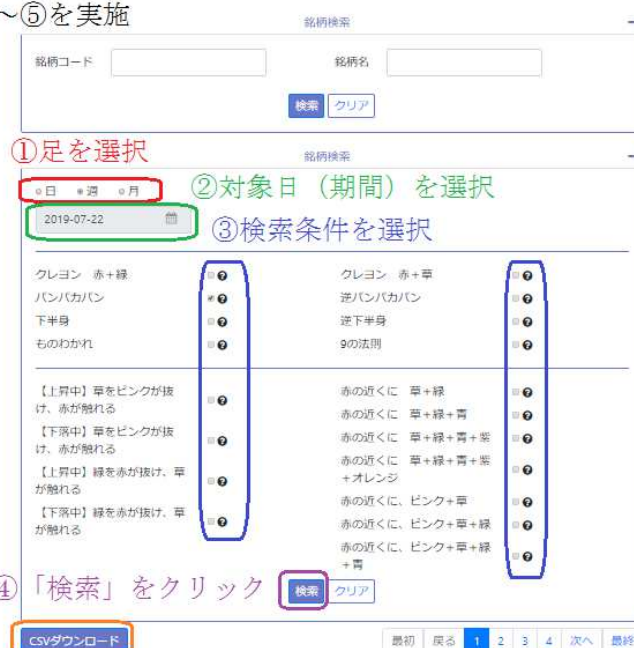 ～⑤を実施
銘柄検索
銘柄コード 銘柄名
検索 クリア
①足を選択
銘柄検索
日 週 月
②対象日（期間）を選択
2019-07-22
③検索条件を選択
クレヨン 赤+緑
クレヨン 赤+草
パンパカパン
逆パンパカパン
下半身
逆下半身
ものわかれ
9の法則
【上昇中】草をピンクが抜
け、赤が触れる
【下落中】草をピンクが抜
け、赤が触れる
【上昇中】緑を赤が抜け、草
が触れる
【下落中】緑を赤が抜け、草
が触れる
赤の近くに 草+緑
赤の近くに 草+緑+青
赤の近くに 草+緑+青+紫
赤の近くに 草+緑+青+紫
+オレンジ
赤の近くに、ピンク+草
赤の近くに、ピンク+草+緑
赤の近くに、ピンク+草+緑
+青
④「検索」をクリック
検索 クリア
CSVダウンロード
最初 戻る 1 2 3 4 次へ 最終